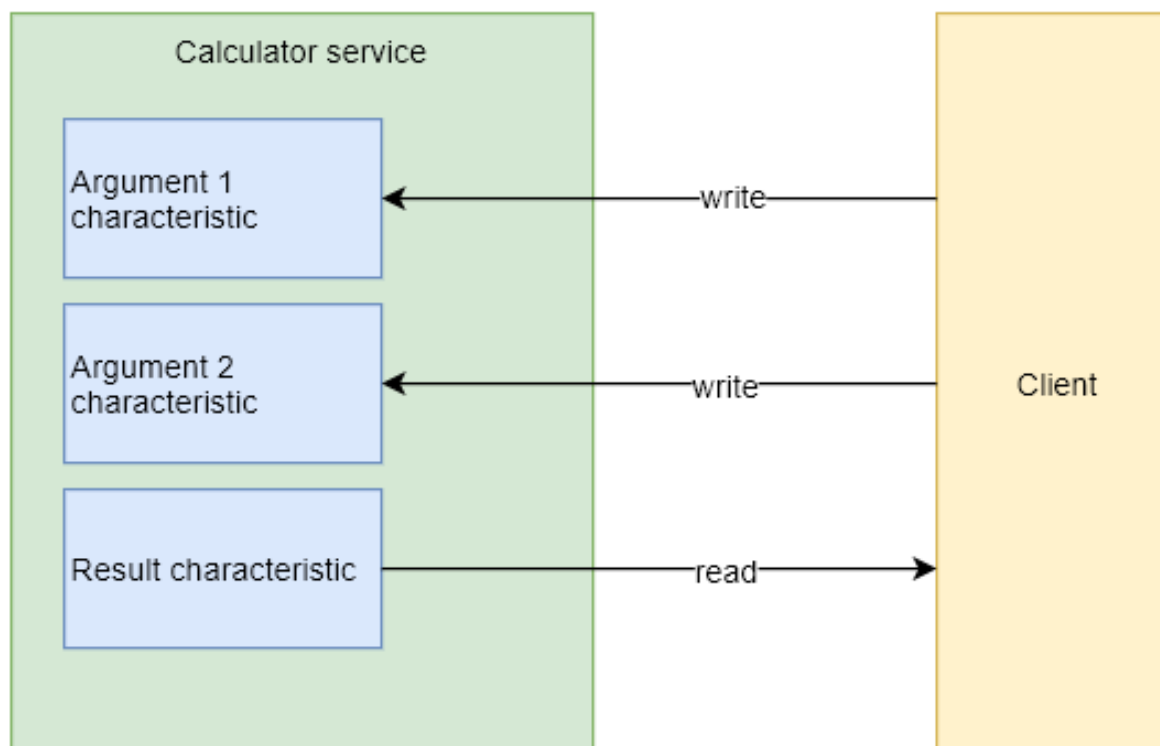 Calculator service
Argument 1
characteristic
write
Argument 2
characteristic
write
Client
Result characteristic
read